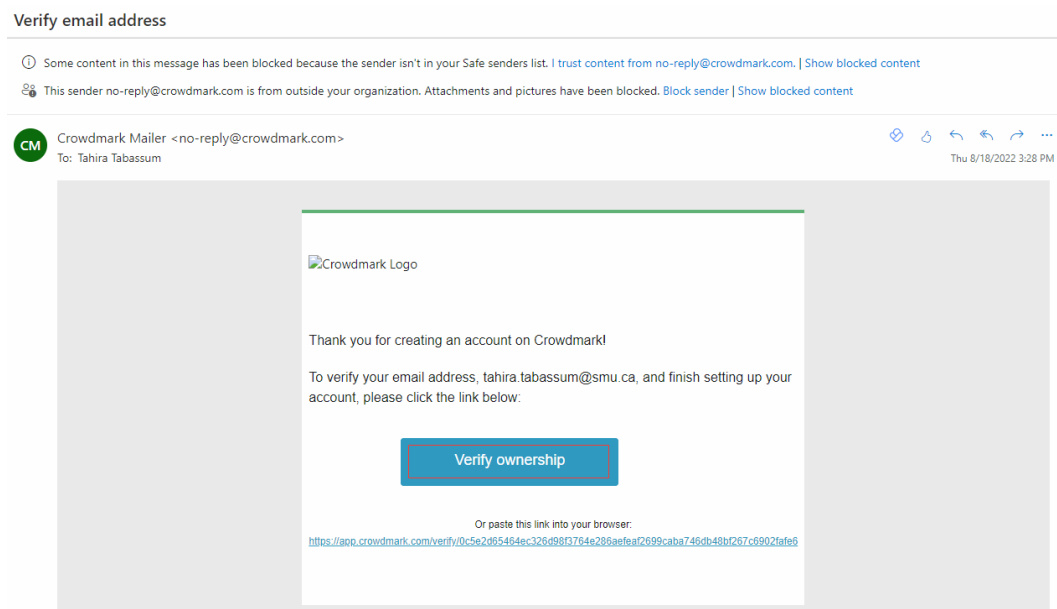 Verify email address
Some content in this message has been blocked because the sender isn't in your Safe senders list. I trust content from no-reply@crowdmark.com. | Show blocked content
This sender no-reply@crowdmark.com is from outside your organization. Attachments and pictures have been blocked. Block sender | Show blocked content
CM
Crowdmark Mailer <no-reply@crowdmark.com>
To: Tahira Tabassum
Thu 8/18/2022 3:28 PM
Crowdmark Logo
Thank you for creating an account on Crowdmark!
To verify your email address, tahira.tabassum@smu.ca, and finish setting up your
account, please click the link below:
Verify ownership
Or paste this link into your browser:
https://app.crowdmark.com/verify/0c5e2d65464ec326d98f3764e286aefeaf2699caba746db48bf267c6902fafe6